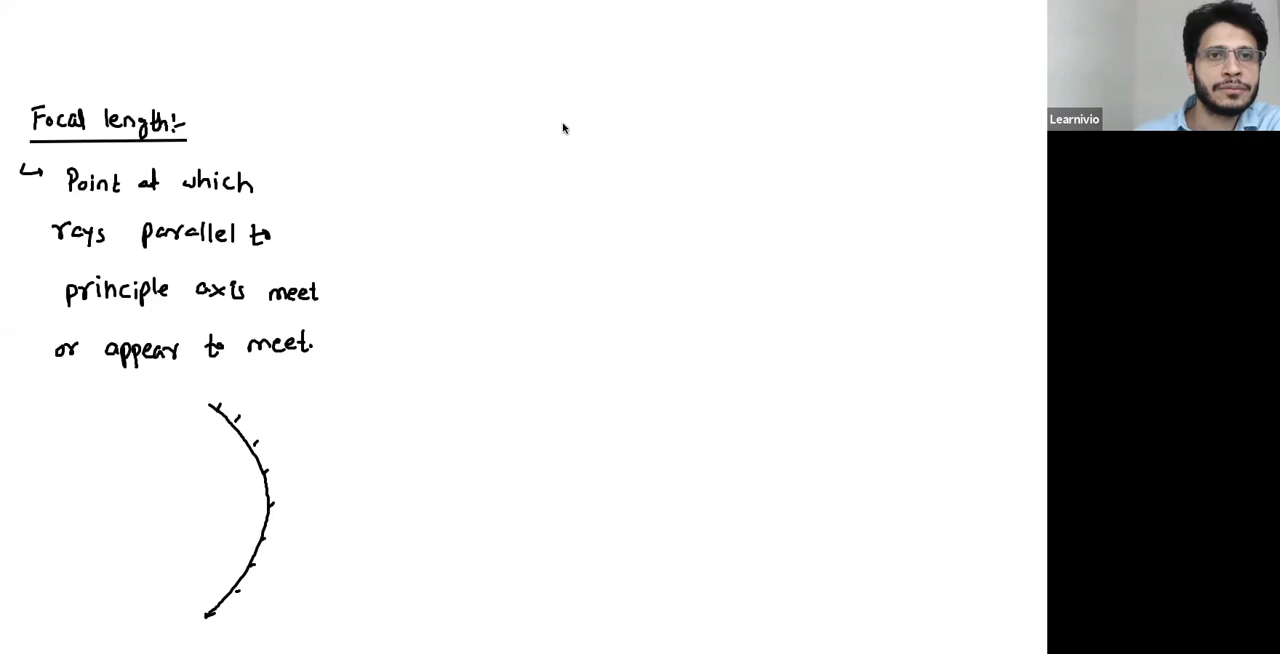 Focal length:-
↳ Point at which
rays parallel to
principle axis meet
or appear to meet.
Learnivio